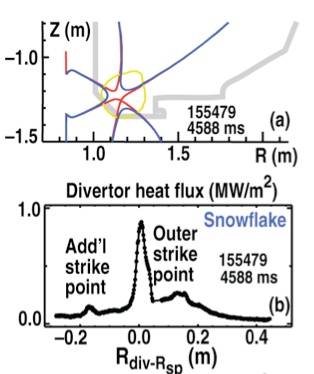 Z (m)
−1.0
−1.5
155479
4588 ms
(a)
1.0
1.5
R (m)
Divertor heat flux (MW/m²)
1.0
Snowflake
Add'l
strike
point
Outer
strike
point
155479
4588 ms
(b)
0.0
−0.2
0.0
0.2
0.4
Rdiv-Rsp (m)